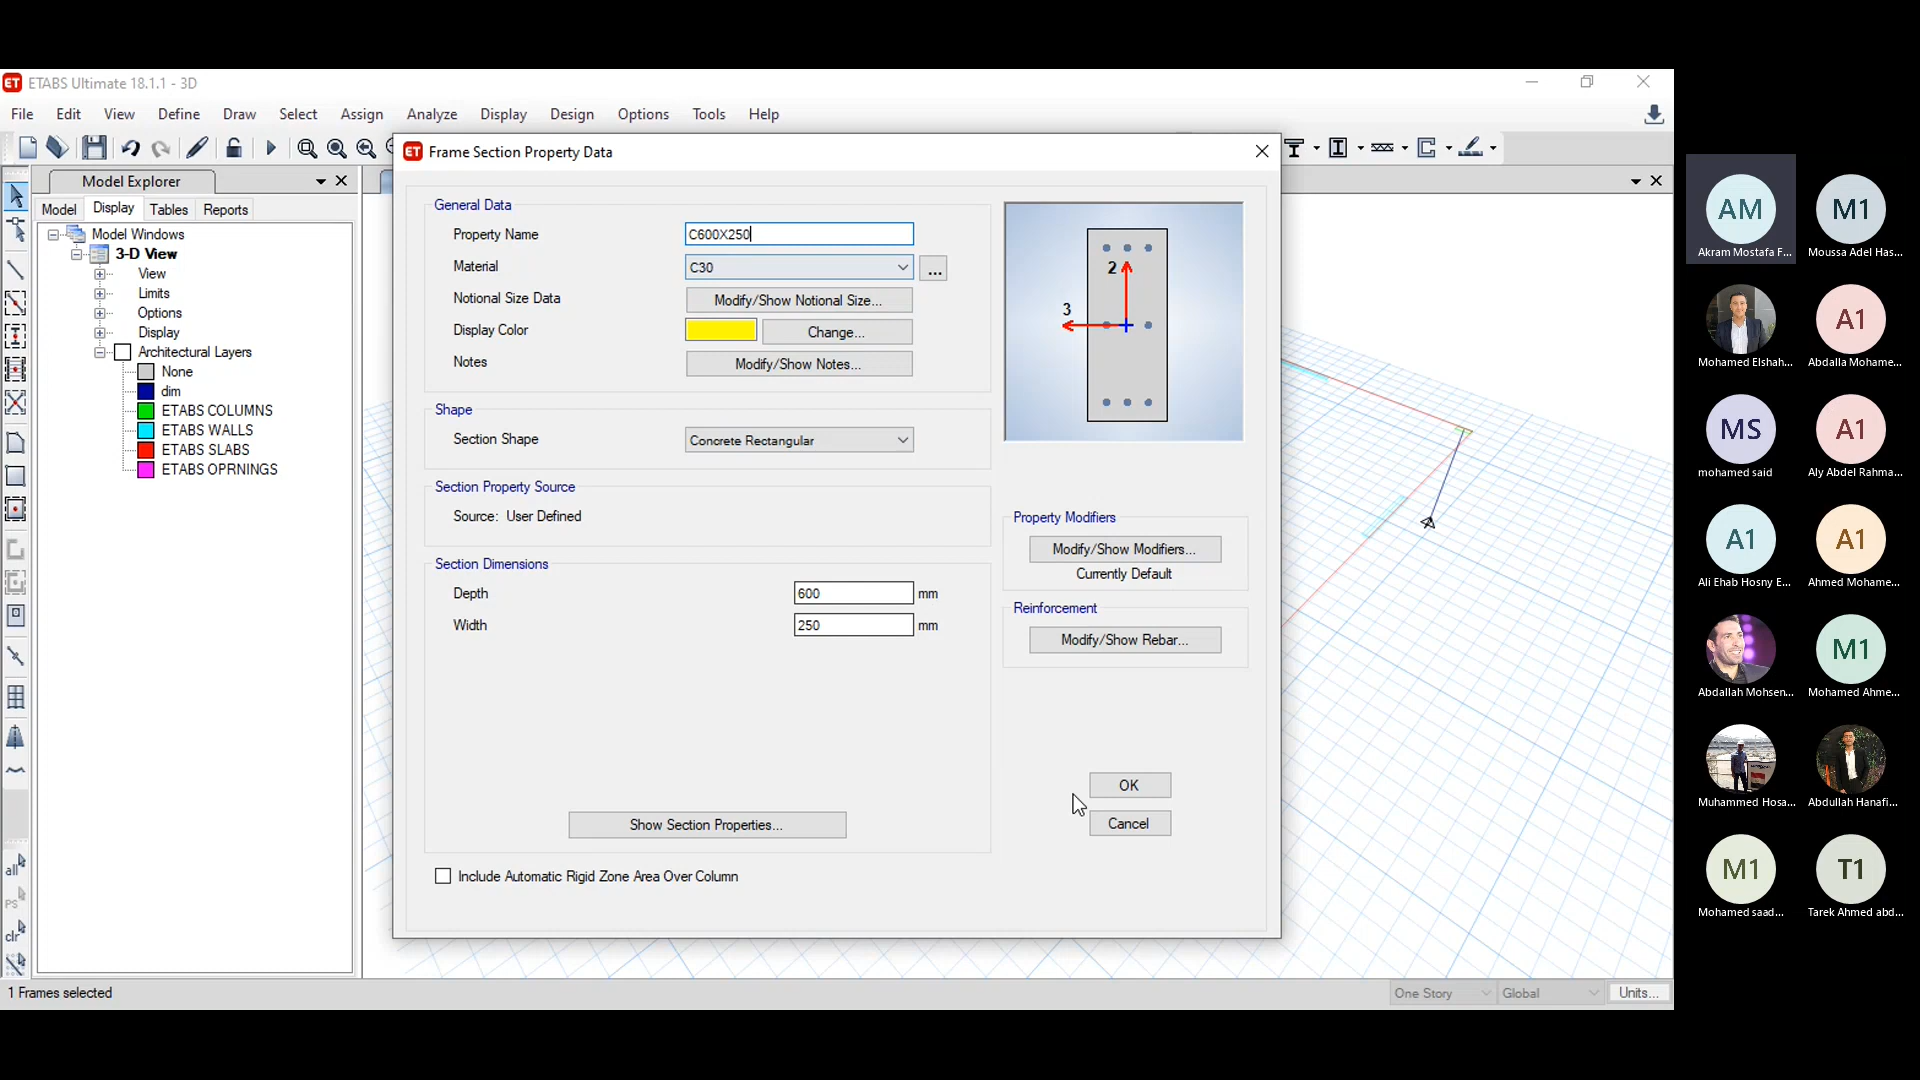 ET ETABS Ultimate 18.1.1 - 3D
File Edit View Define Draw Select Assign Analyze Display Design Options Tools Help
Model Explorer
Model Display Tables Reports
Model Windows
3-D View
View
Limits
Options
Display
Architectural Layers
None
dim
ETABS COLUMNS
ETABS WALLS
ETABS SLABS
ETABS OPRNINGS
all
PS
clr
ET Frame Section Property Data
General Data
Property Name C600X250
Material C30 ...
Notional Size Data Modify/Show Notional Size...
Display Color Change...
Notes Modify/Show Notes...
Shape
Section Shape Concrete Rectangular
Section Property Source
Source: User Defined
Section Dimensions
Depth 600 mm
Width 250 mm
Show Section Properties...
Include Automatic Rigid Zone Area Over Column
2
3
Property Modifiers
Modify/Show Modifiers...
Currently Default
Reinforcement
Modify/Show Rebar...
OK
Cancel
1 Frames selected
One Story Global Units...
AM M1
Akram Mostafa F... Moussa Adel Has...
A1
Mohamed Elshah... Abdalla Mohame...
MS A1
mohamed said Aly Abdel Rahma...
A1 A1
Ali Ehab Hosny E... Ahmed Mohame...
M1
Abdallah Mohsen... Mohamed Ahme...
Muhammed Hosa... Abdullah Hanafi...
M1 T1
Mohamed saad... Tarek Ahmed abd...